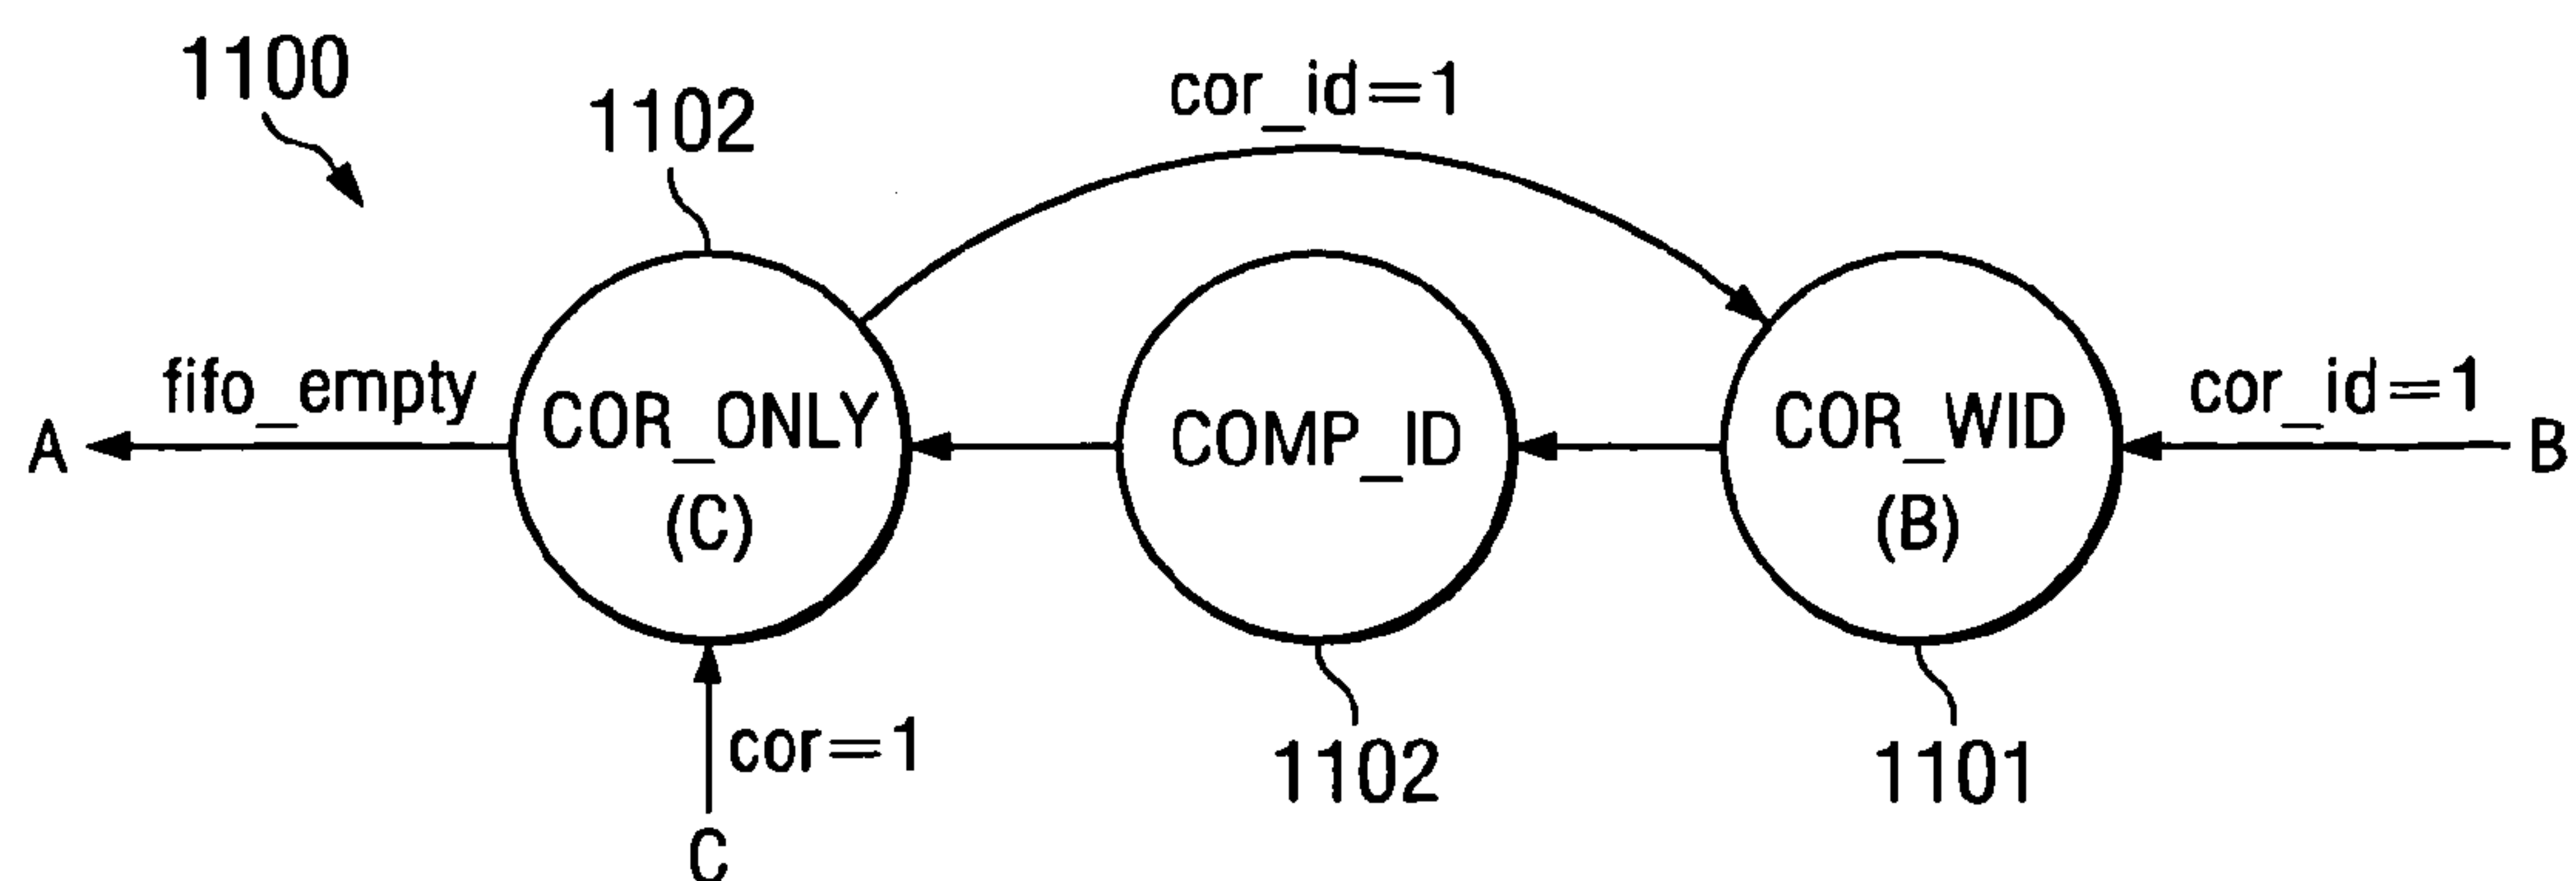 1100
1102
cor_id=1
A
fifo_empty
COR_ONLY
(C)
COMP_ID
COR_WID
(B)
cor_id=1
B
cor=1
C
1102
1101